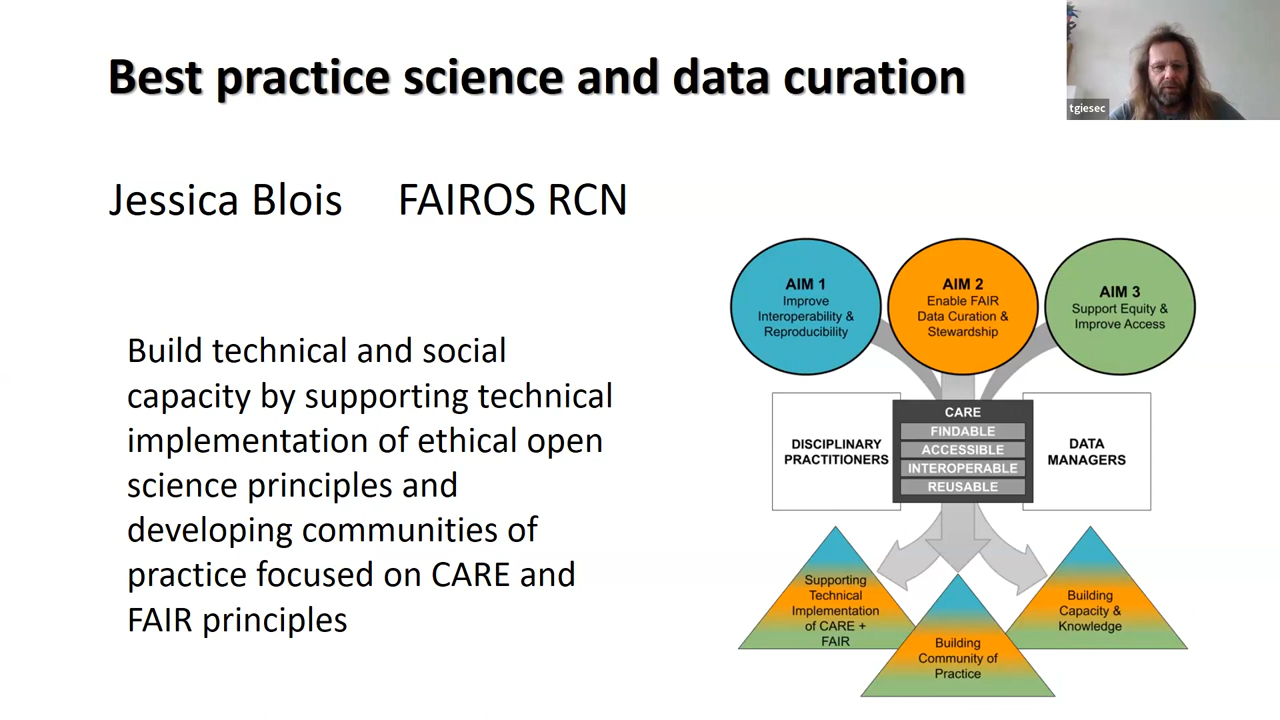 Best practice science and data curation
tgiesec
Jessica Blois FAIROS RCN
Build technical and social
capacity by supporting technical
implementation of ethical open
science principles and
developing communities of
practice focused on CARE and
FAIR principles
AIM 1
Improve
Interoperability &
Reproducibility
AIM 2
Enable FAIR
Data Curation &
Stewardship
AIM 3
Support Equity &
Improve Access
DISCIPLINARY
PRACTITIONERS
CARE
FINDABLE
ACCESSIBLE
INTEROPERABLE
REUSABLE
DATA
MANAGERS
Supporting
Technical
Implementation
of CARE +
FAIR
Building
Community of
Practice
Building
Capacity &
Knowledge